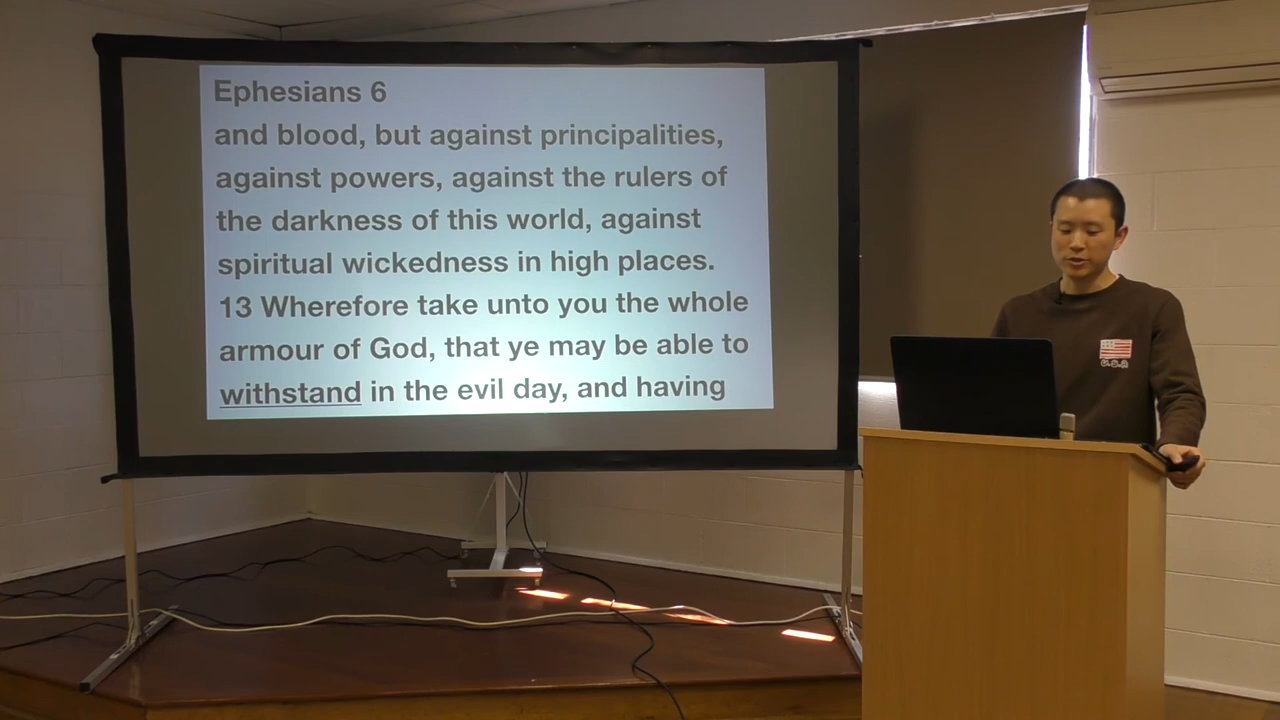 Ephesians 6
and blood, but against principalities,
against powers, against the rulers of
the darkness of this world, against
spiritual wickedness in high places.
13 Wherefore take unto you the whole
armour of God, that ye may be able to
withstand in the evil day, and having
U.S.A